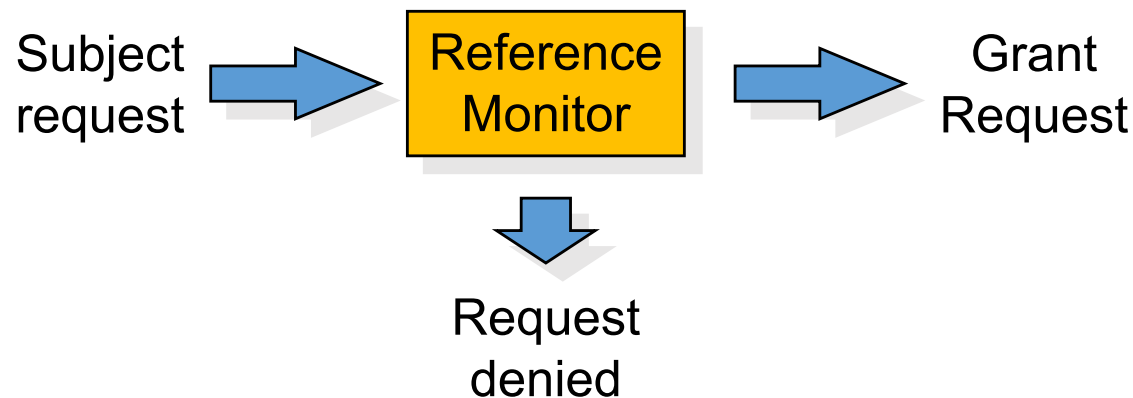 Subject
request
Reference
Monitor
Grant
Request
Request
denied